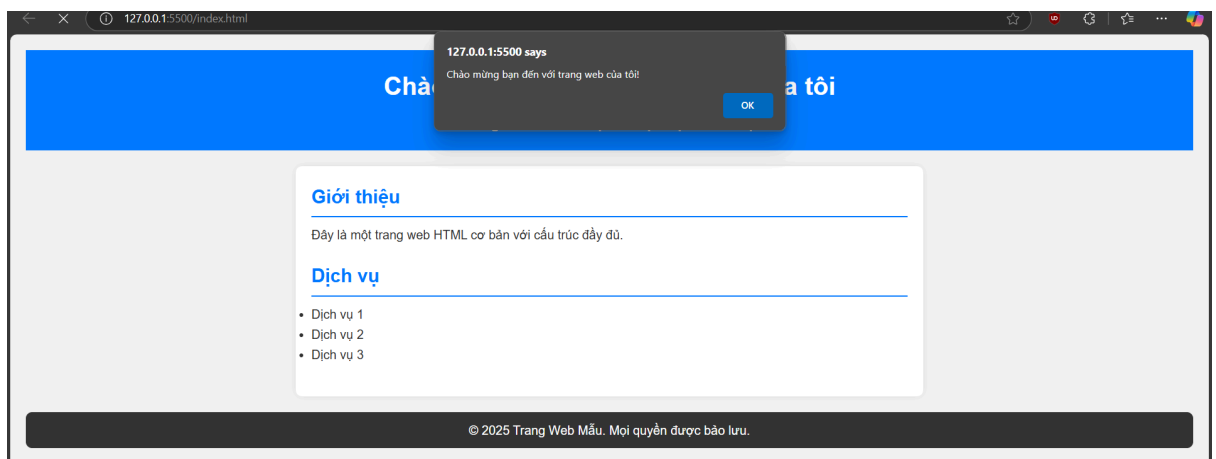 127.0.0.1:5500/index.html
127.0.0.1:5500 says
Chào mừng bạn đến với trang web của tôi!
OK
a tôi
Giới thiệu
Đây là một trang web HTML cơ bản với cấu trúc đầy đủ.
Dịch vụ
Dịch vụ 1
Dịch vụ 2
Dịch vụ 3
© 2025 Trang Web Mẫu. Mọi quyền được bảo lưu.